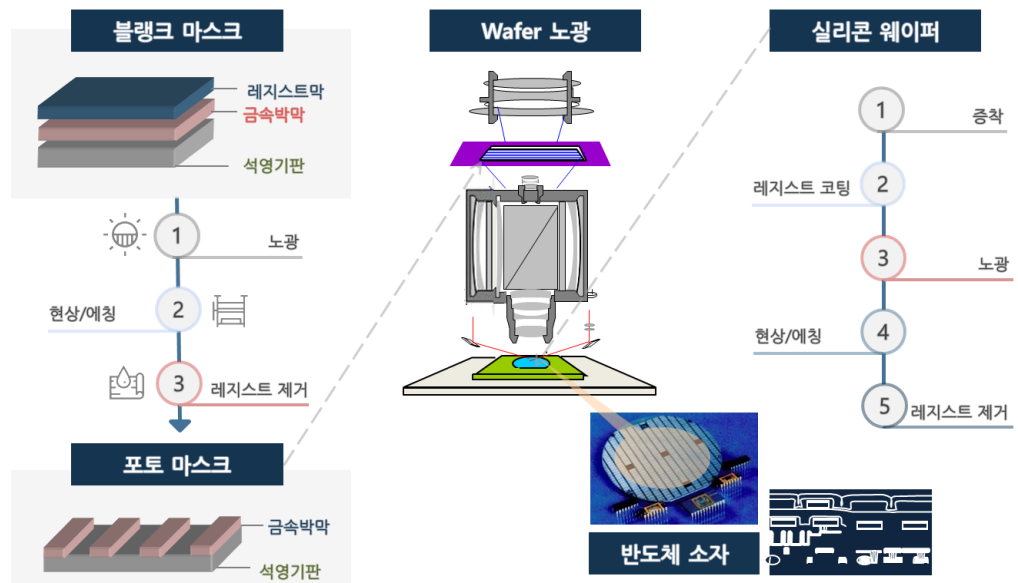 블랭크 마스크
레지스트막
금속박막
석영기판
1
노광
2
현상/에칭
3
레지스트 제거
포토 마스크
금속박막
석영기판
Wafer 노광
반도체 소자
실리콘 웨이퍼
1
증착
2
레지스트 코팅
3
노광
4
현상/에칭
5
레지스트 제거